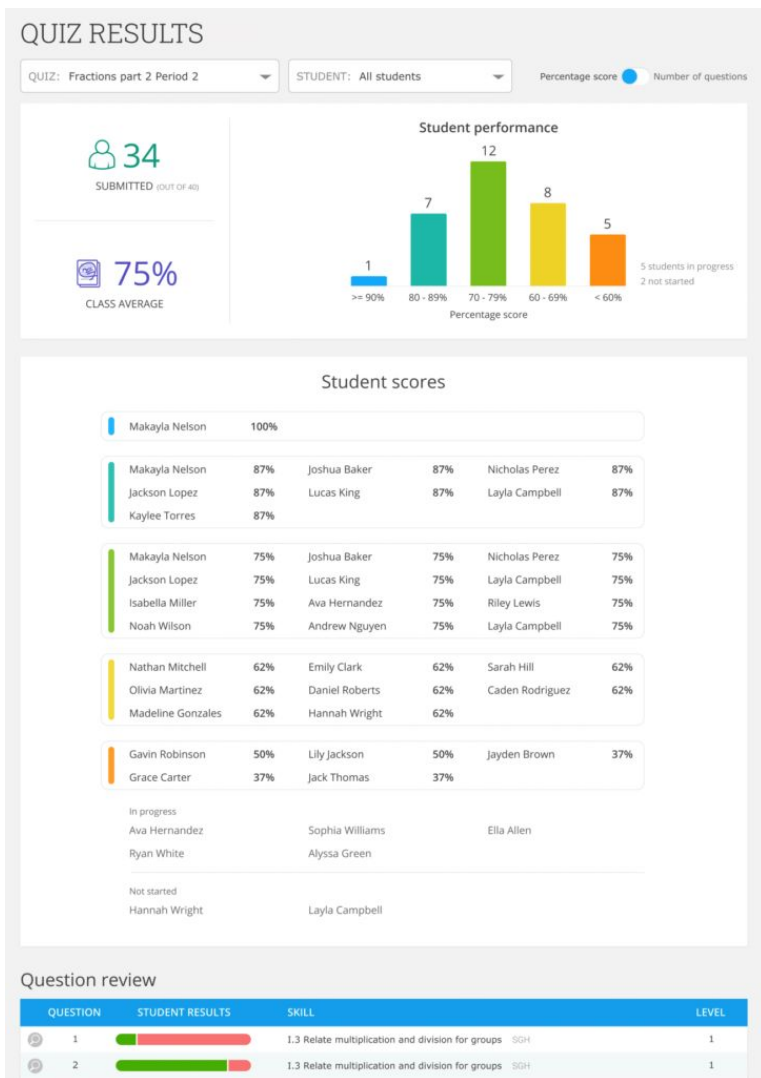 QUIZ RESULTS
QUIZ: Fractions part 2 Period 2 STUDENT: All students Percentage score Number of questions
34
SUBMITTED (OUT OF 40)
75%
CLASS AVERAGE
Student performance
1 7 12 8 5
>= 90% 80 - 89% 70 - 79% 60 - 69% < 60%
Percentage score
5 students in progress
2 not started
Student scores
Makayla Nelson 100%
Makayla Nelson 87% Joshua Baker 87% Nicholas Perez 87%
Jackson Lopez 87% Lucas King 87% Layla Campbell 87%
Kaylee Torres 87%
Makayla Nelson 75% Joshua Baker 75% Nicholas Perez 75%
Jackson Lopez 75% Lucas King 75% Layla Campbell 75%
Isabella Miller 75% Ava Hernandez 75% Riley Lewis 75%
Noah Wilson 75% Andrew Nguyen 75% Layla Campbell 75%
Nathan Mitchell 62% Emily Clark 62% Sarah Hill 62%
Olivia Martinez 62% Daniel Roberts 62% Caden Rodriguez 62%
Madeline Gonzales 62% Hannah Wright 62%
Gavin Robinson 50% Lily Jackson 50% Jayden Brown 37%
Grace Carter 37% Jack Thomas 37%
In progress
Ava Hernandez Sophia Williams Ella Allen
Ryan White Alyssa Green
Not started
Hannah Wright Layla Campbell
Question review
QUESTION STUDENT RESULTS SKILL LEVEL
1 I.3 Relate multiplication and division for groups SGH 1
2 I.3 Relate multiplication and division for groups SGH 1